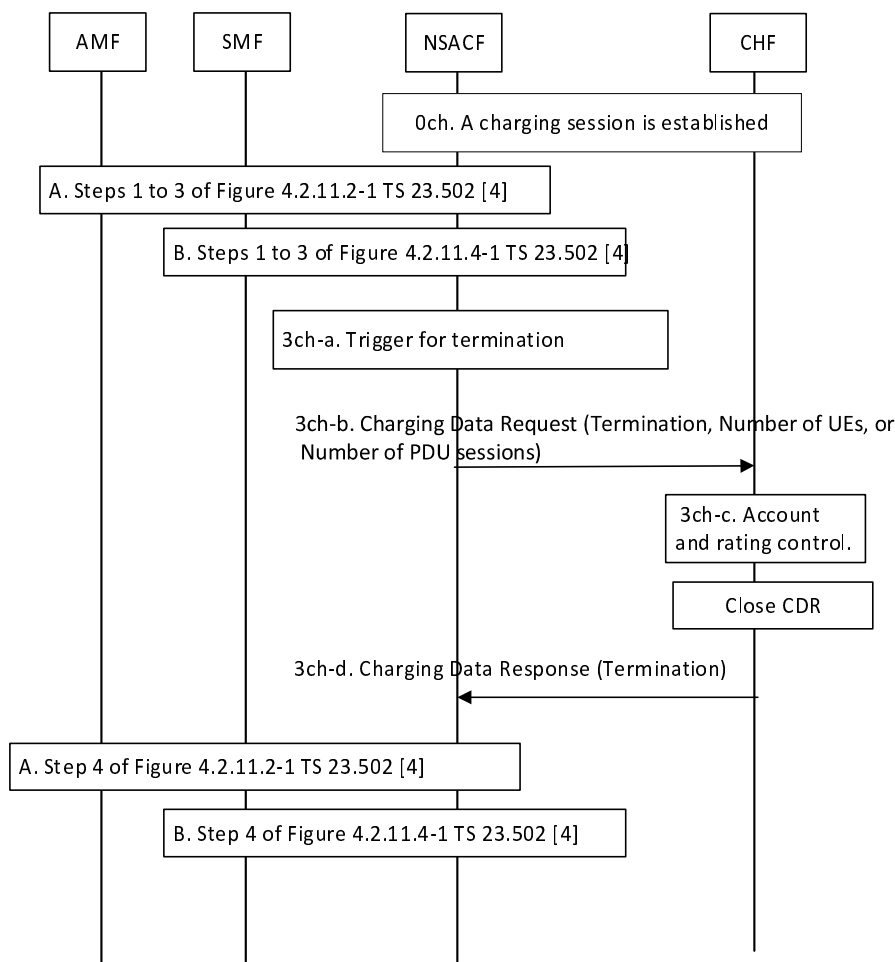 AMF
SMF
NSACF
CHF
0ch. A charging session is established
A. Steps 1 to 3 of Figure 4.2.11.2-1 TS 23.502 [4]
B. Steps 1 to 3 of Figure 4.2.11.4-1 TS 23.502 [4]
3ch-a. Trigger for termination
3ch-b. Charging Data Request (Termination, Number of UEs, or
Number of PDU sessions)
3ch-c. Account
and rating control.
Close CDR
3ch-d. Charging Data Response (Termination)
A. Step 4 of Figure 4.2.11.2-1 TS 23.502 [4]
B. Step 4 of Figure 4.2.11.4-1 TS 23.502 [4]